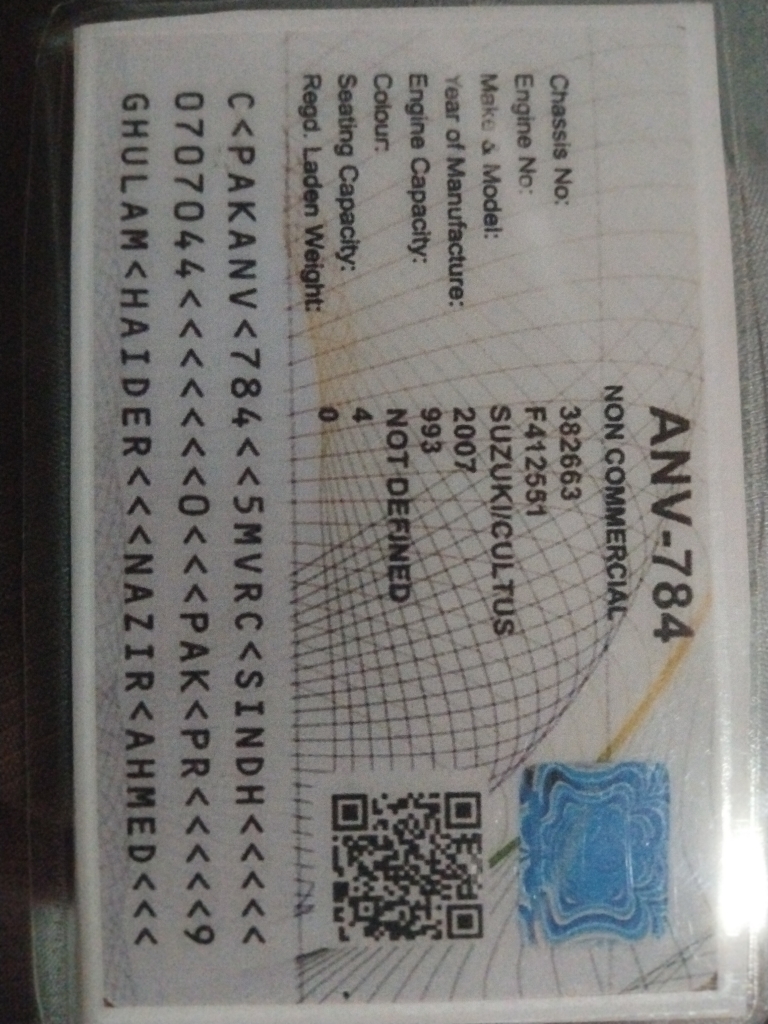 ANV-784
NON COMMERCIAL
Chassis No: 382663
Engine No: F412551
Make & Model: SUZUKI/CULTUS
Year of Manufacture: 2007
Engine Capacity: 993
Colour: NOT DEFINED
Seating Capacity: 4
Regd. Laden Weight: 0
C<PAKANV<784<<5MVRC<SINDH<<<<<
0707044<<<<<<<0<<<PAK<PR<<<<<<9
GHULAM<HAIDER<<<NAZIR<AHMED<<<